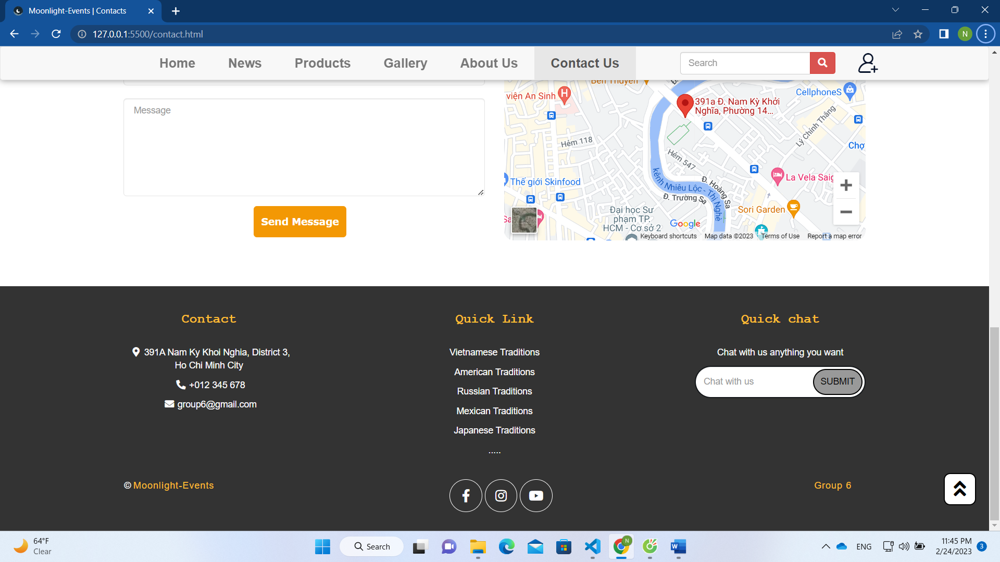 Moonlight-Events | Contacts
127.0.0.1:5500/contact.html
N
Home
News
Products
Gallery
About Us
Contact Us
Search
Message
Send Message
Ben Thuyen
viện An Sinh
H
CellphoneS
391a Đ. Nam Kỳ Khởi
Nghĩa, Phường 14...
Lý Chính Thắng
Hẻm 118
Chợ
Hẻm 547
Thế giới Skinfood
kênh Nhiêu Lộc - Thị Nghè
Đ. Hoàng Sa
Đ. Trường Sa
La Vela Saig
Sori Garden
Sa
Đại học Sư
phạm TP.
HCM - Cơ sở 2
Google
Keyboard shortcuts
Map data ©2023
Terms of Use
Report a map error
Contact
391A Nam Ky Khoi Nghia, District 3,
Ho Chi Minh City
+012 345 678
group6@gmail.com
Quick Link
Vietnamese Traditions
American Traditions
Russian Traditions
Mexican Traditions
Japanese Traditions
.....
Quick chat
Chat with us anything you want
Chat with us
SUBMIT
© Moonlight-Events
Group 6
64°F
Clear
Search
N
W
ENG
11:45 PM
2/24/2023
3